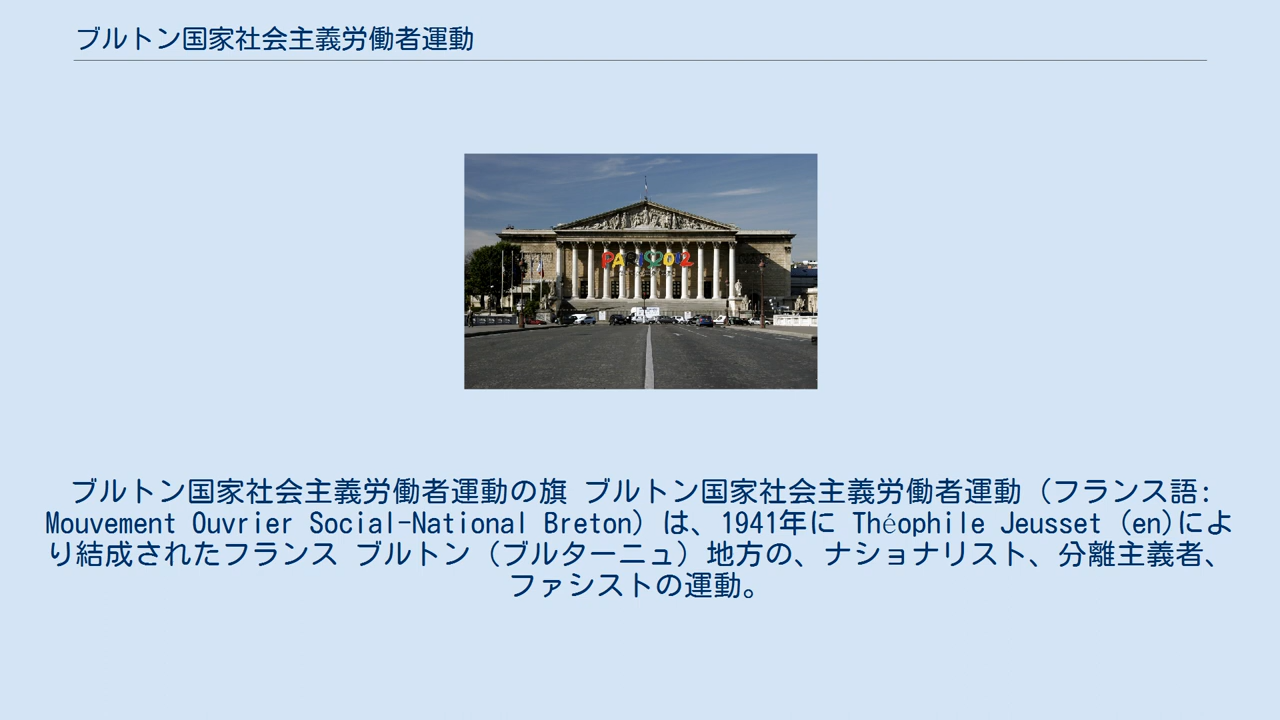 ブルトン国家社会主義労働者運動
PARIS2012
ブルトン国家社会主義労働者運動の旗 ブルトン国家社会主義労働者運動（フランス語:
Mouvement Ouvrier Social-National Breton）は、1941年に Théophile Jeusset (en)によ
り結成されたフランス ブルトン（ブルターニュ）地方の、ナショナリスト、分離主義者、
ファシストの運動。